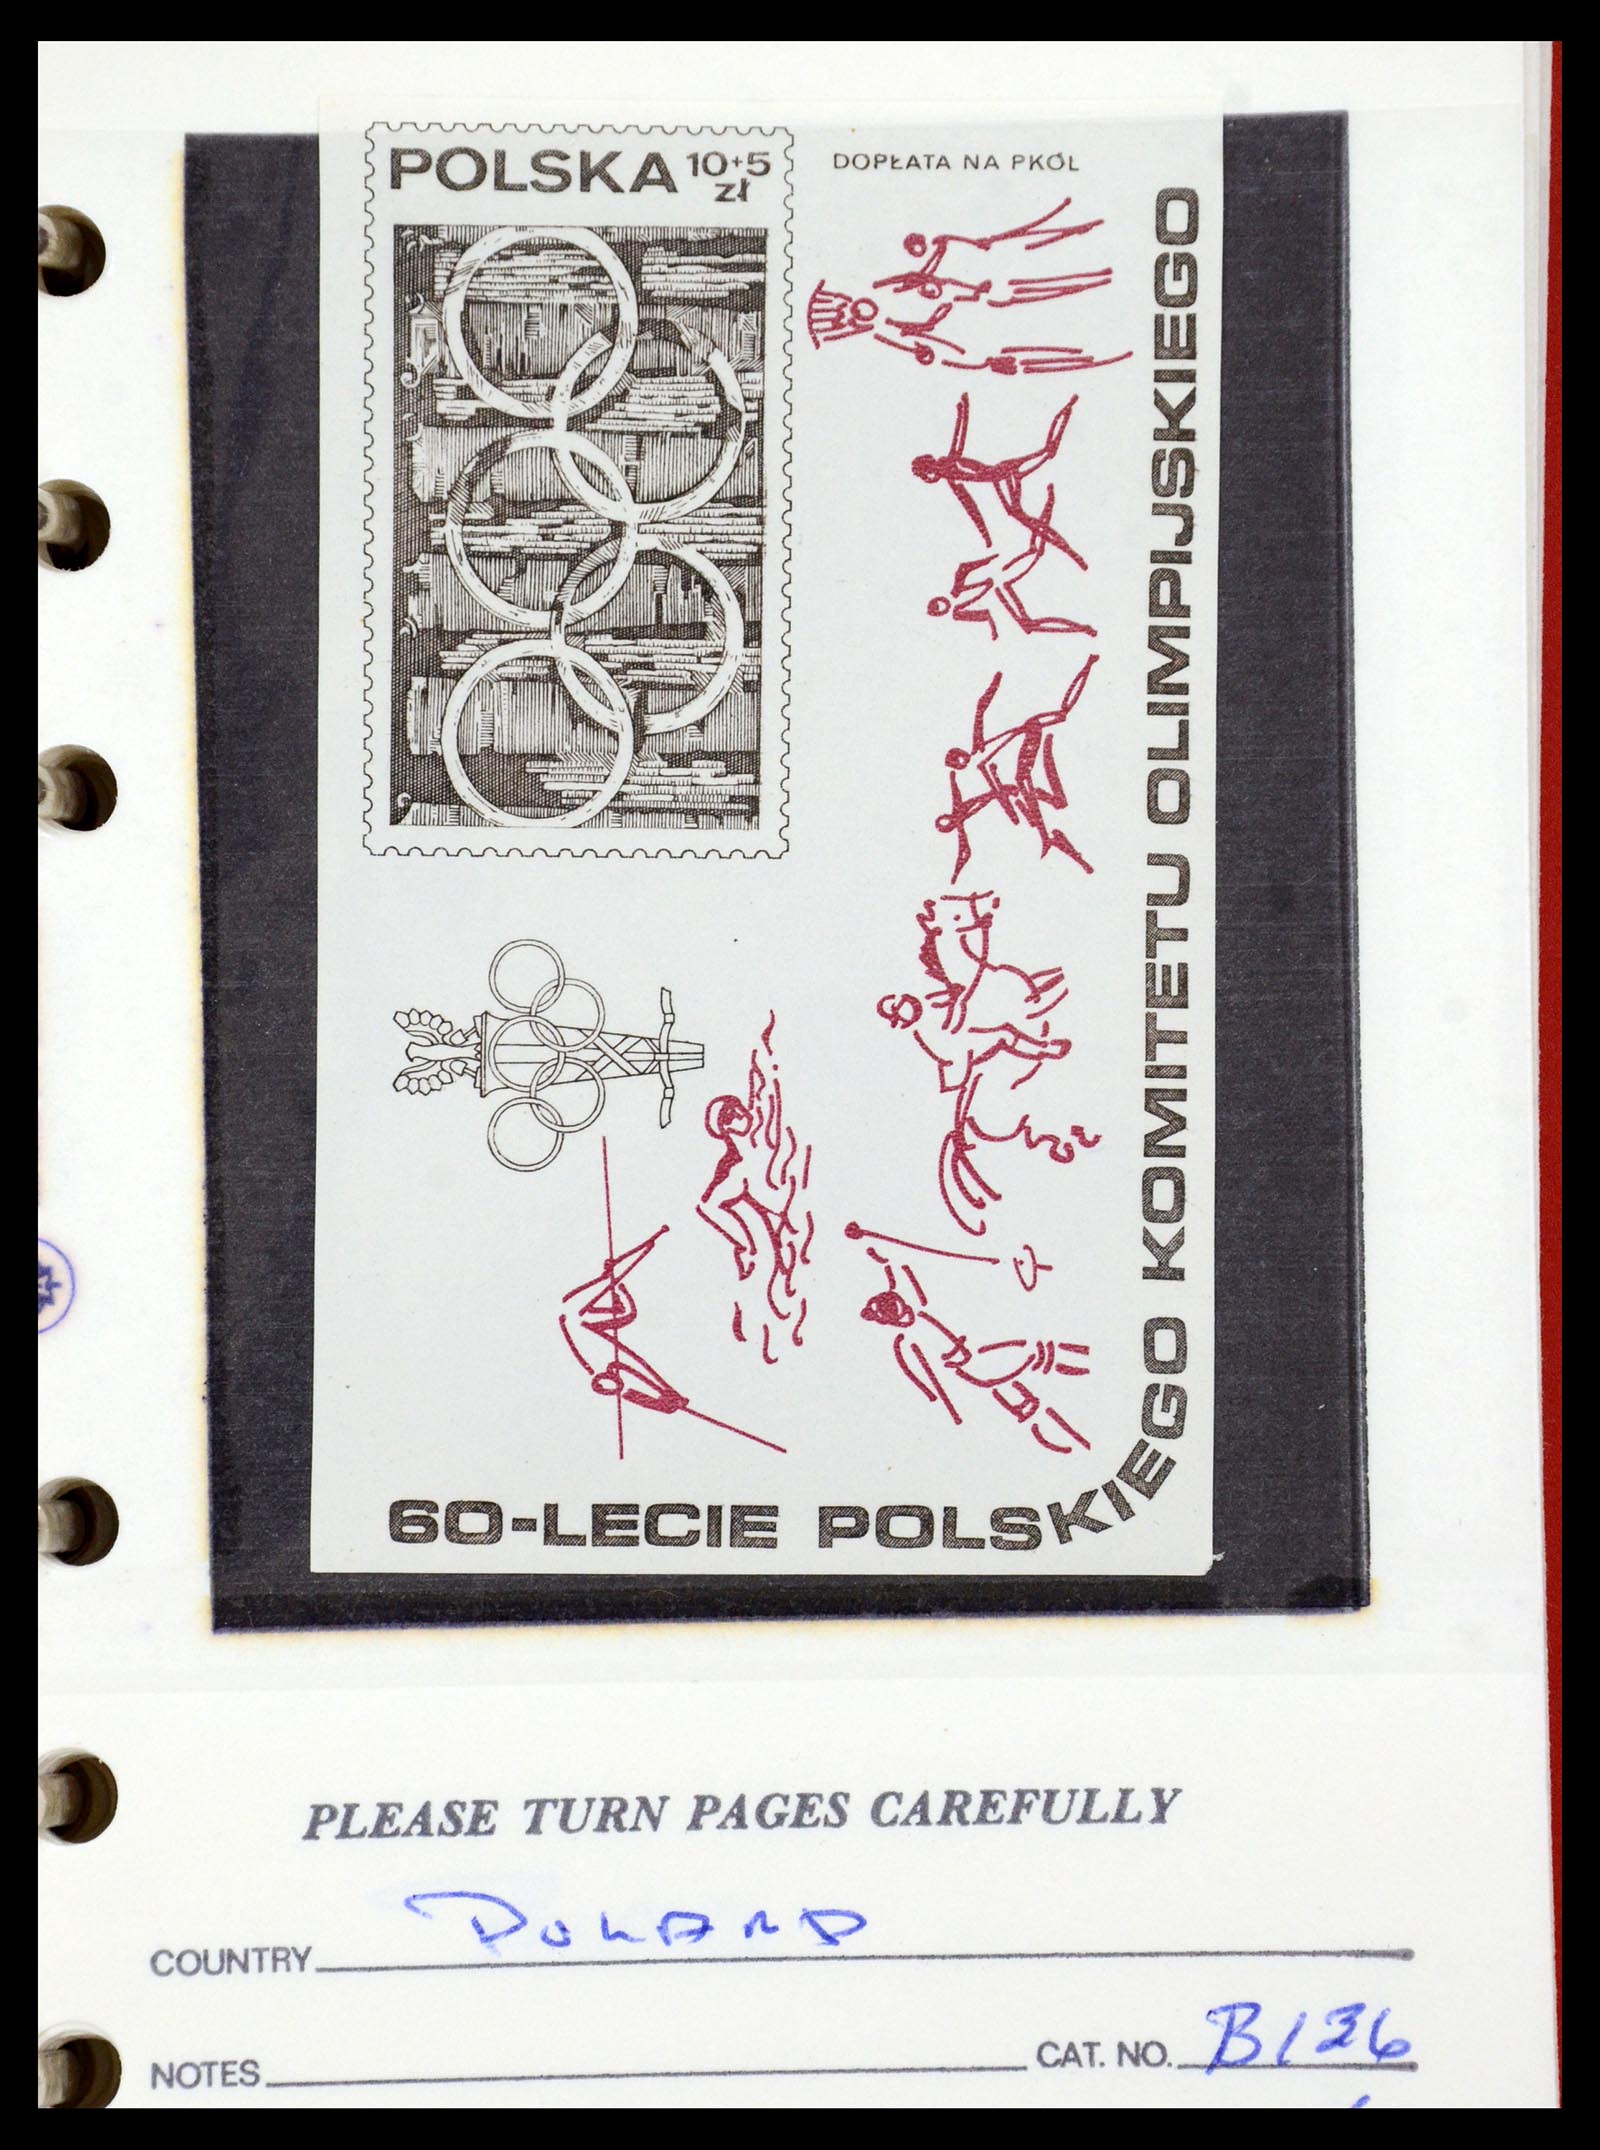 POLSKA 10+5 zł
DOPŁATA NA PKOL
60-LECIE POLSKIEGO KOMITETU OLIMPIJSKIEGO
PLEASE TURN PAGES CAREFULLY
COUNTRY POLAND
NOTES CAT. NO. B136